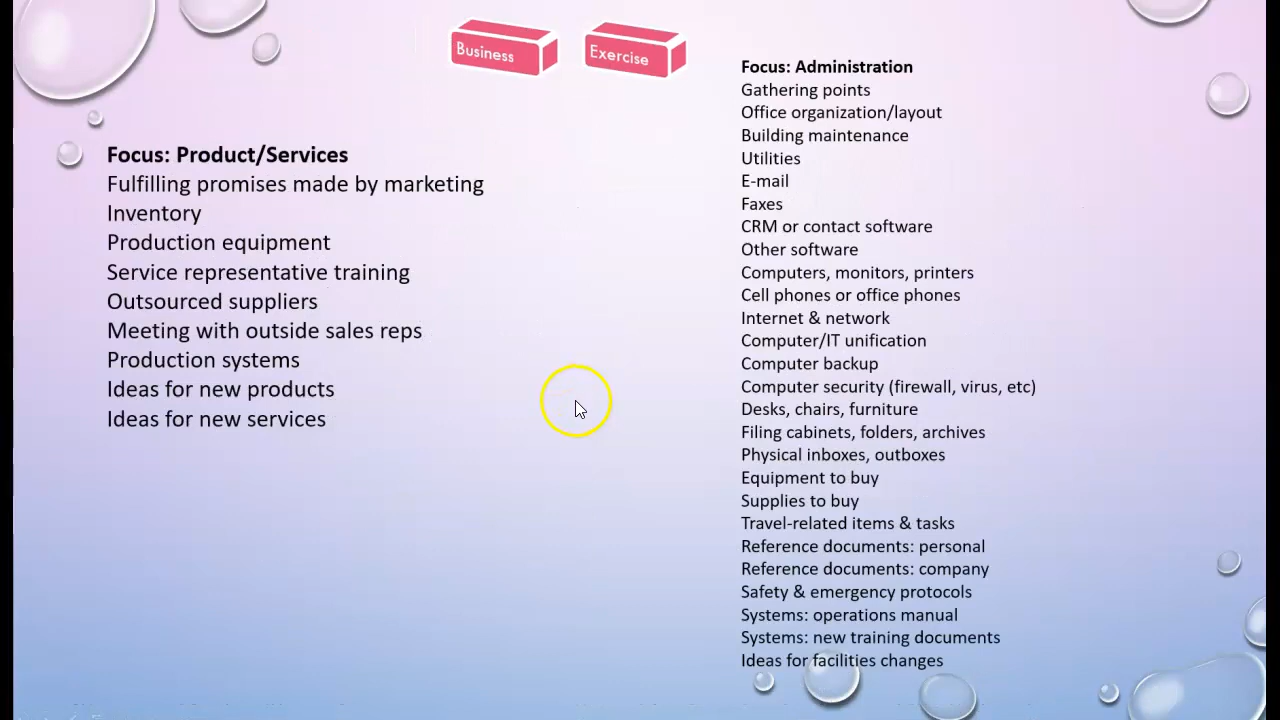 Business Exercise
Focus: Product/Services
Fulfilling promises made by marketing
Inventory
Production equipment
Service representative training
Outsourced suppliers
Meeting with outside sales reps
Production systems
Ideas for new products
Ideas for new services
Focus: Administration
Gathering points
Office organization/layout
Building maintenance
Utilities
E-mail
Faxes
CRM or contact software
Other software
Computers, monitors, printers
Cell phones or office phones
Internet & network
Computer/IT unification
Computer backup
Computer security (firewall, virus, etc)
Desks, chairs, furniture
Filing cabinets, folders, archives
Physical inboxes, outboxes
Equipment to buy
Supplies to buy
Travel-related items & tasks
Reference documents: personal
Reference documents: company
Safety & emergency protocols
Systems: operations manual
Systems: new training documents
Ideas for facilities changes